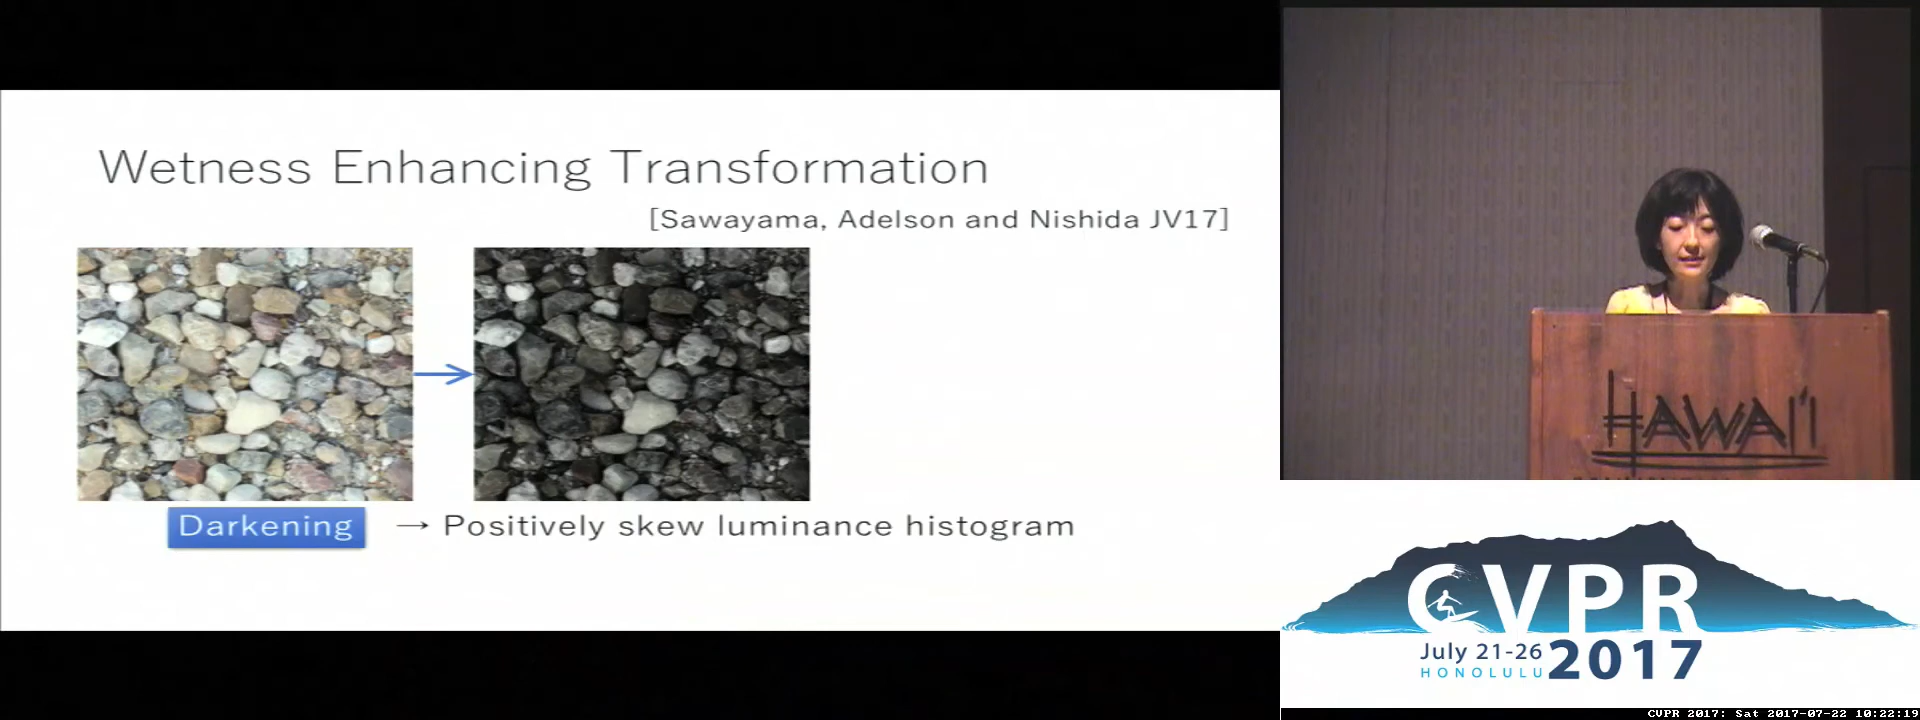 Wetness Enhancing Transformation
[Sawayama, Adelson and Nishida JV17]
Darkening → Positively skew luminance histogram
HAWAI'I
CVPR
July 21-26
HONOLULU
2017
CVPR 2017: Sat 2017-07-22 10:22:19